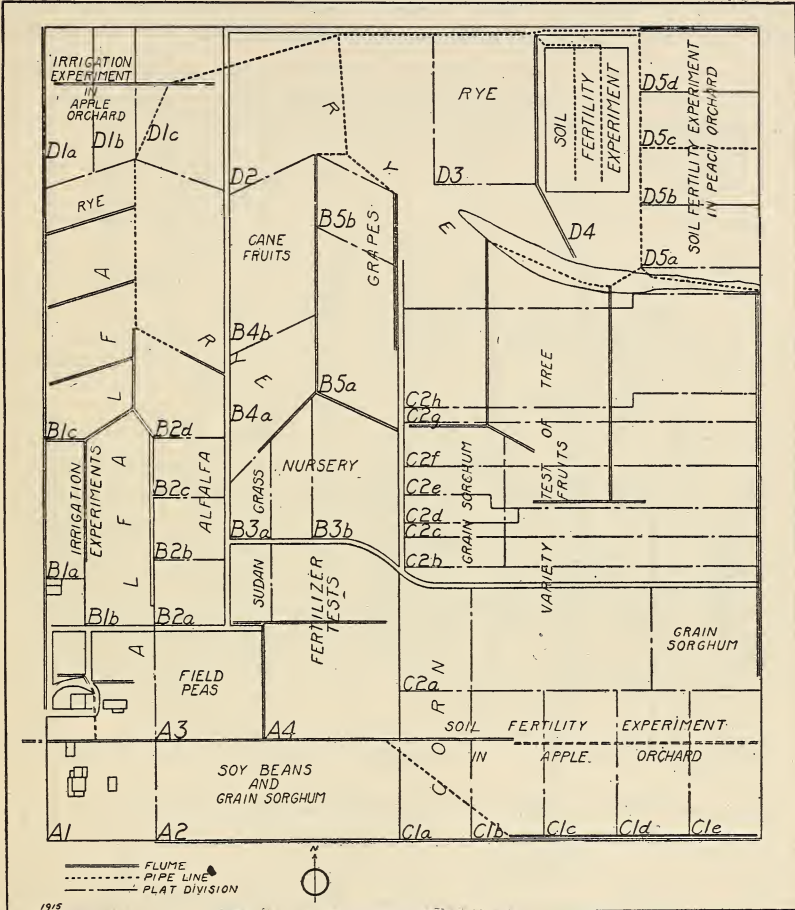 IRRIGATION
EXPERIMENT
IN
APPLE
ORCHARD
D1a
D1b
D1c
RYE
D2
RYE
RYE
D3
SOIL
FERTILITY
EXPERIMENT
D4
D5d
D5c
D5b
D5a
SOIL FERTILITY EXPERIMENT
IN PEACH ORCHARD
CANE
FRUITS
B5b
GRAPES
B4b
RYE
B5a
B4a
ALFALFA
B1c
B2d
B2c
ALFALFA
B2b
IRRIGATION
EXPERIMENTS
B1a
B1b
B2a
GRASS
NURSERY
B3a
B3b
SUDAN
FERTILIZER
TESTS
C2h
C2g
C2f
C2e
C2d
C2c
C2b
GRAIN SORGHUM
VARIETY TEST OF TREE
FRUITS
GRAIN
SORGHUM
C2a
CORN
FIELD
PEAS
A3
A4
SOIL FERTILITY EXPERIMENT
IN APPLE ORCHARD
SOY BEANS
AND
GRAIN SORGHUM
A1
A2
C1a
C1b
C1c
C1d
C1e
FLUME
PIPE LINE
PLAT DIVISION
N
1915